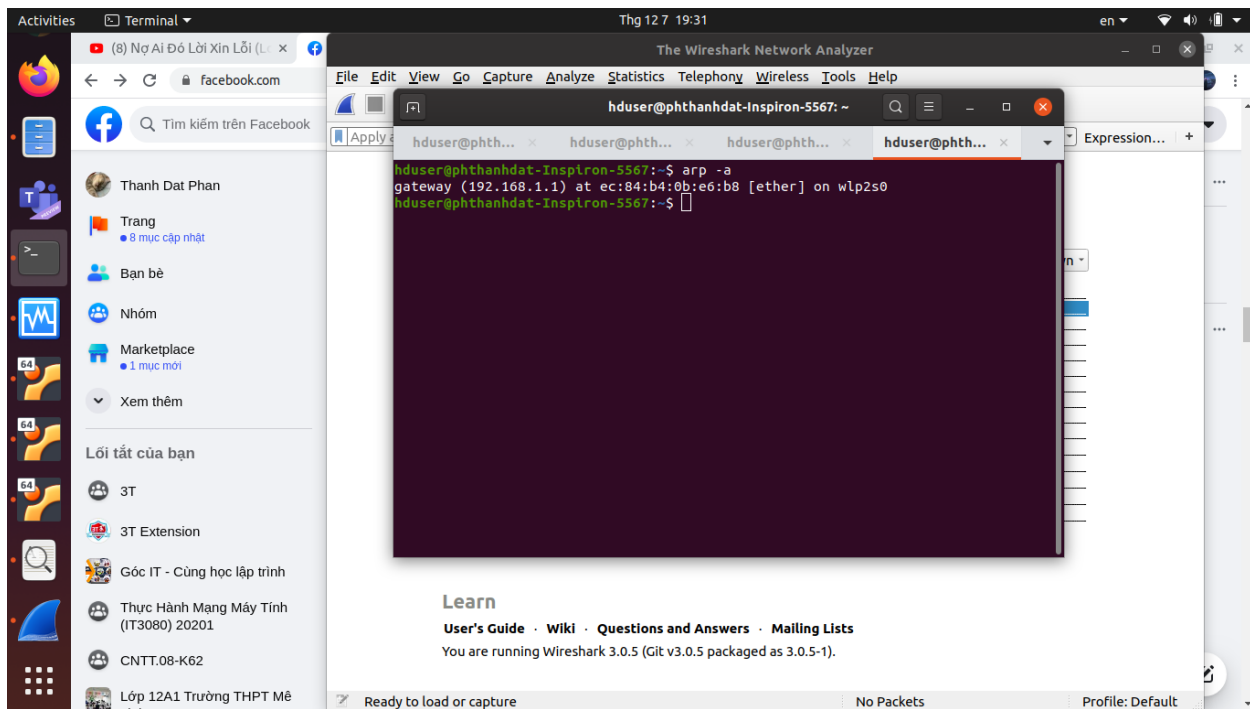 Activities
Terminal
Thg 12 7 19:31
en
(8) Nợ Ai Đó Lời Xin Lỗi (L
facebook.com
Tìm kiếm trên Facebook
Thanh Dat Phan
Trang
8 mục cập nhật
Bạn bè
Nhóm
Marketplace
1 mục mới
Xem thêm
Lối tắt của bạn
3T
3T Extension
Góc IT - Cùng học lập trình
Thực Hành Mạng Máy Tính
(IT3080) 20201
CNTT.08-K62
Lớp 12A1 Trường THPT Mê
64
64
64
The Wireshark Network Analyzer
File Edit View Go Capture Analyze Statistics Telephony Wireless Tools Help
Apply
Expression... +
hduser@phthanhdat-Inspiron-5567: ~
hduser@phth... hduser@phth... hduser@phth... hduser@phth...
hduser@phthanhdat-Inspiron-5567:~$ arp -a
gateway (192.168.1.1) at ec:84:b4:0b:e6:b8 [ether] on wlp2s0
hduser@phthanhdat-Inspiron-5567:~$
Learn
User's Guide · Wiki · Questions and Answers · Mailing Lists
You are running Wireshark 3.0.5 (Git v3.0.5 packaged as 3.0.5-1).
Ready to load or capture
No Packets
Profile: Default